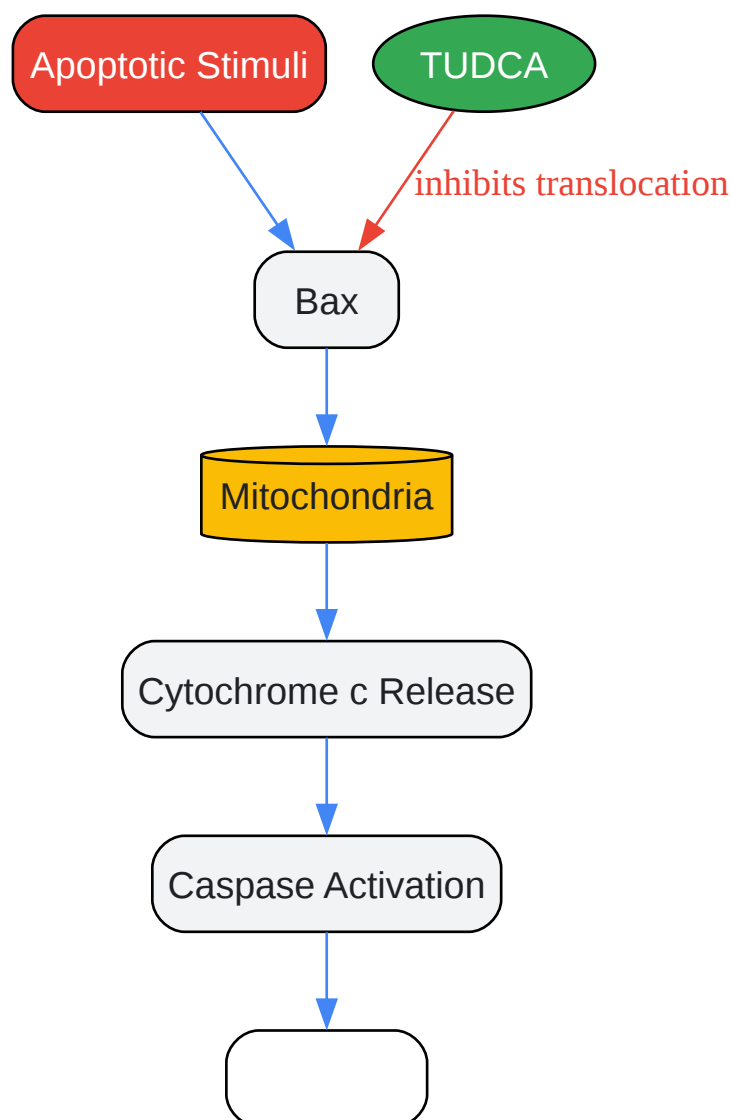 Apoptotic Stimuli
TUDCA
inhibits translocation
Bax
Mitochondria
Cytochrome c Release
Caspase Activation